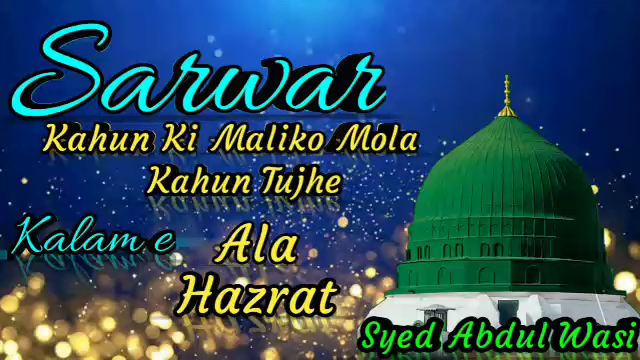 Sarwar
Kahun Ki Maliko Mola
Kahun Tujhe
Kalam e
Ala
Hazrat
Syed Abdul Wasi